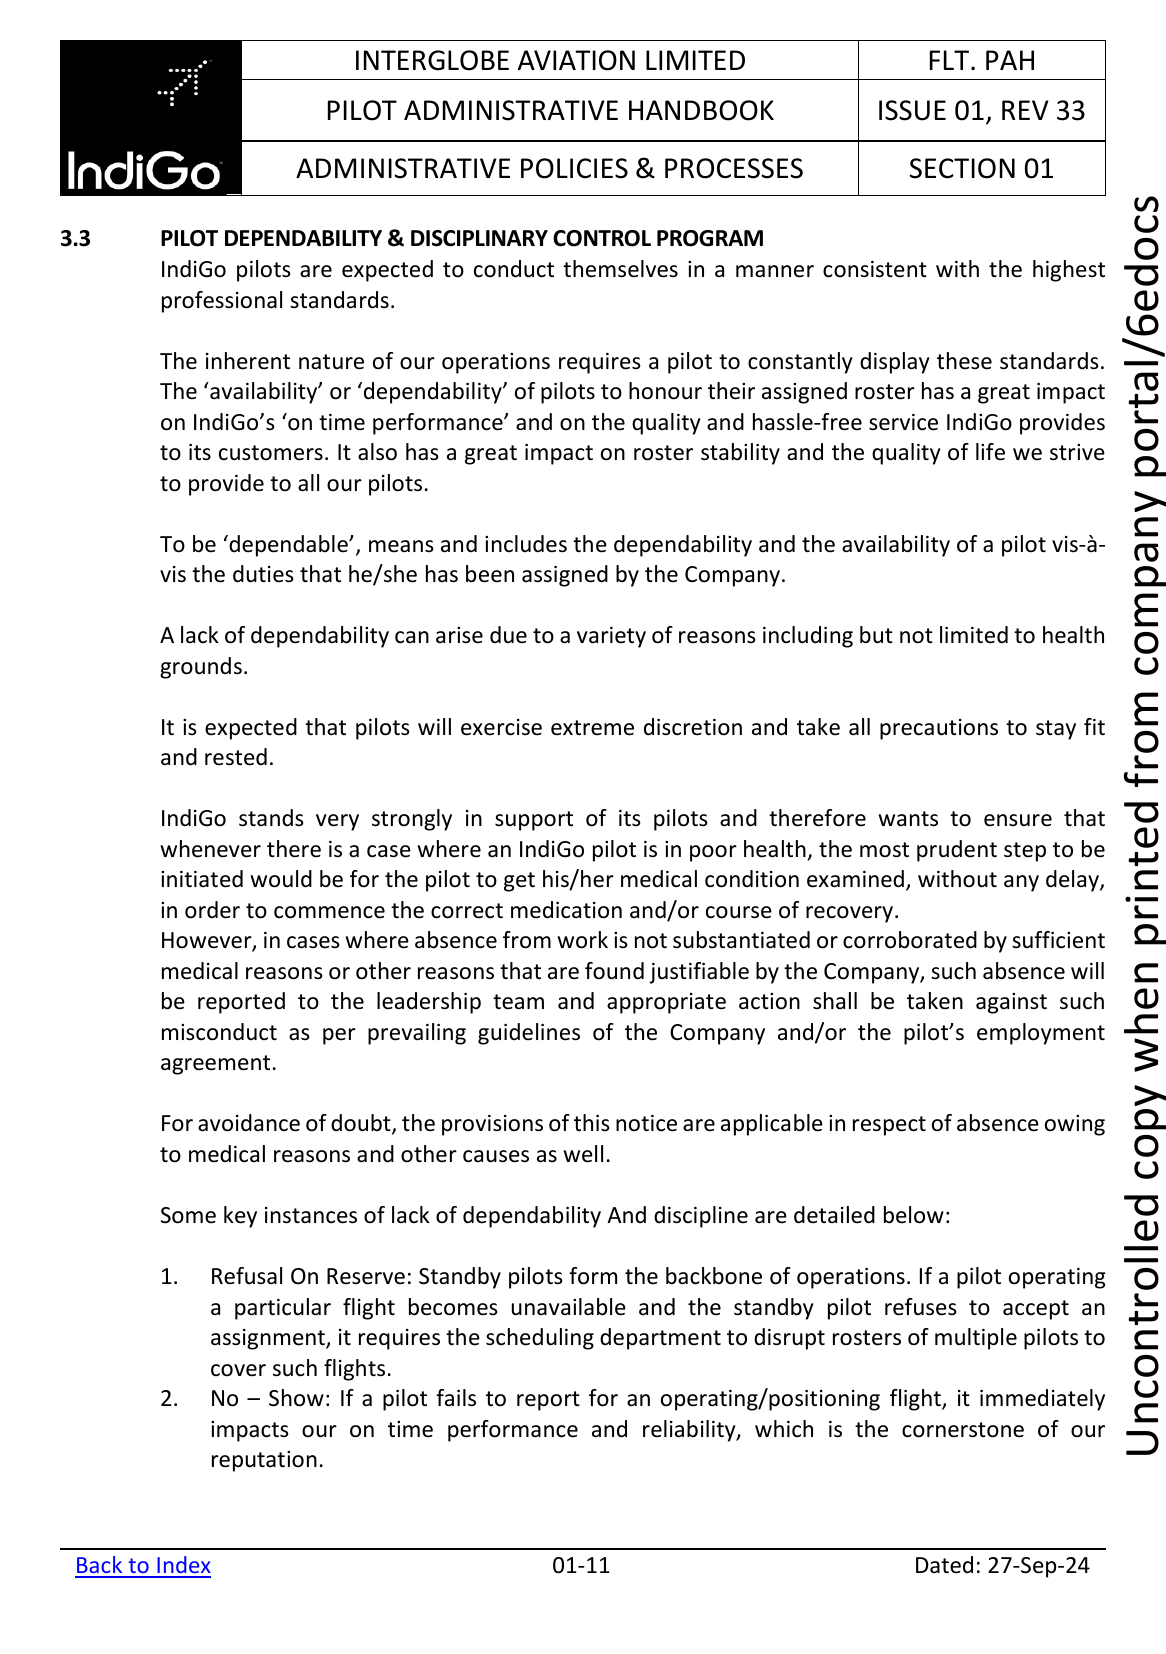 INTERGLOBE AVIATION LIMITED
FLT. PAH
PILOT ADMINISTRATIVE HANDBOOK
ISSUE 01, REV 33
IndiGo
ADMINISTRATIVE POLICIES & PROCESSES
SECTION 01
3.3 PILOT DEPENDABILITY & DISCIPLINARY CONTROL PROGRAM
IndiGo pilots are expected to conduct themselves in a manner consistent with the highest
professional standards.
The inherent nature of our operations requires a pilot to constantly display these standards.
The ‘availability’ or ‘dependability’ of pilots to honour their assigned roster has a great impact
on IndiGo’s ‘on time performance’ and on the quality and hassle-free service IndiGo provides
to its customers. It also has a great impact on roster stability and the quality of life we strive
to provide to all our pilots.
To be ‘dependable’, means and includes the dependability and the availability of a pilot vis-à-
vis the duties that he/she has been assigned by the Company.
A lack of dependability can arise due to a variety of reasons including but not limited to health
grounds.
It is expected that pilots will exercise extreme discretion and take all precautions to stay fit
and rested.
IndiGo stands very strongly in support of its pilots and therefore wants to ensure that
whenever there is a case where an IndiGo pilot is in poor health, the most prudent step to be
initiated would be for the pilot to get his/her medical condition examined, without any delay,
in order to commence the correct medication and/or course of recovery.
However, in cases where absence from work is not substantiated or corroborated by sufficient
medical reasons or other reasons that are found justifiable by the Company, such absence will
be reported to the leadership team and appropriate action shall be taken against such
misconduct as per prevailing guidelines of the Company and/or the pilot’s employment
agreement.
For avoidance of doubt, the provisions of this notice are applicable in respect of absence owing
to medical reasons and other causes as well.
Some key instances of lack of dependability And discipline are detailed below:
1. Refusal On Reserve: Standby pilots form the backbone of operations. If a pilot operating
a particular flight becomes unavailable and the standby pilot refuses to accept an
assignment, it requires the scheduling department to disrupt rosters of multiple pilots to
cover such flights.
2. No – Show: If a pilot fails to report for an operating/positioning flight, it immediately
impacts our on time performance and reliability, which is the cornerstone of our
reputation.
Back to Index
01-11
Dated: 27-Sep-24
Uncontrolled copy when printed from company portal/6edocs